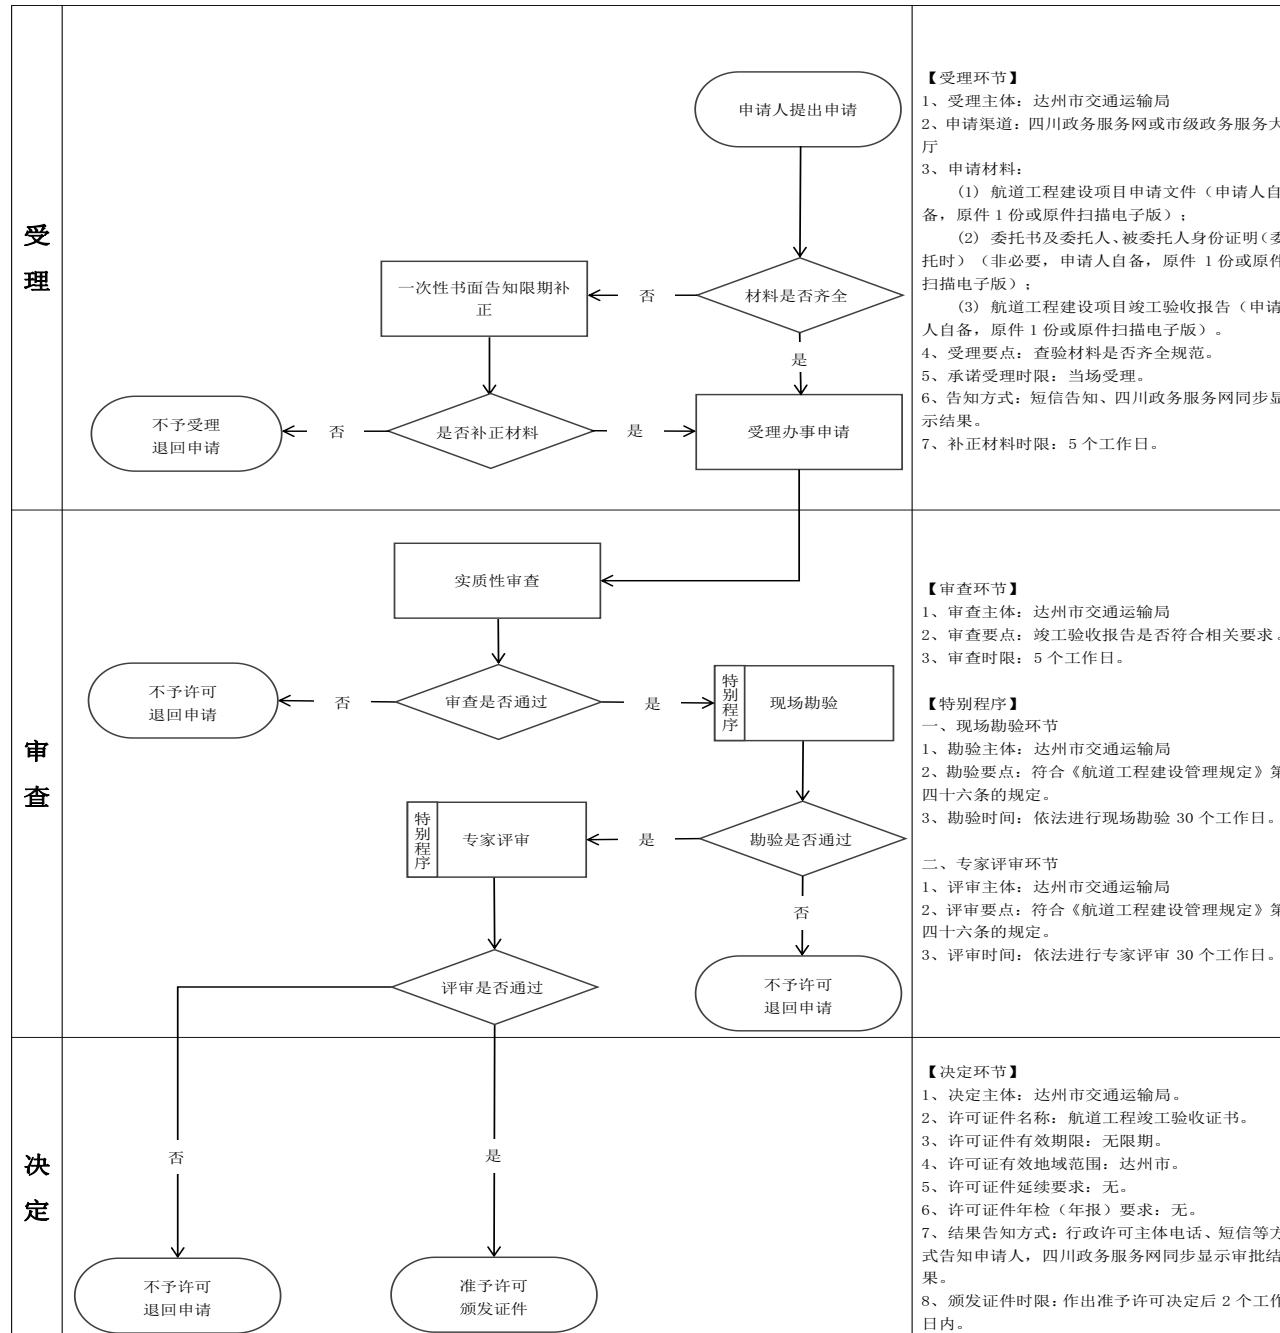 受
理
申请人提出申请
材料是否齐全
否
一次性书面告知限期补
正
是
是否补正材料
否
不予受理
退回申请
是
受理办事申请
【受理环节】
1、受理主体：达州市交通运输局
2、申请渠道：四川政务服务网或市级政务服务大
厅
3、申请材料：
（1）航道工程建设项目申请文件（申请人自
备，原件 1 份或原件扫描电子版）；
（2）委托书及委托人、被委托人身份证明（委
托时）（非必要，申请人自备，原件 1 份或原件
扫描电子版）；
（3）航道工程建设项目竣工验收报告（申请
人自备，原件 1 份或原件扫描电子版）。
4、受理要点：查验材料是否齐全规范。
5、承诺受理时限：当场受理。
6、告知方式：短信告知、四川政务服务网同步显
示结果。
7、补正材料时限：5 个工作日。
审
查
实质性审查
审查是否通过
否
不予许可
退回申请
是
特别程序
现场勘验
勘验是否通过
是
特别程序
专家评审
否
不予许可
退回申请
评审是否通过
【审查环节】
1、审查主体：达州市交通运输局
2、审查要点：竣工验收报告是否符合相关要求。
3、审查时限：5 个工作日。
【特别程序】
一、现场勘验环节
1、勘验主体：达州市交通运输局
2、勘验要点：符合《航道工程建设管理规定》第
四十六条的规定。
3、勘验时间：依法进行现场勘验 30 个工作日。
二、专家评审环节
1、评审主体：达州市交通运输局
2、评审要点：符合《航道工程建设管理规定》第
四十六条的规定。
3、评审时间：依法进行专家评审 30 个工作日。
决
定
否
是
不予许可
退回申请
准予许可
颁发证件
【决定环节】
1、决定主体：达州市交通运输局。
2、许可证件名称：航道工程竣工验收证书。
3、许可证件有效期限：无限期。
4、许可证有效地域范围：达州市。
5、许可证件延续要求：无。
6、许可证件年检（年报）要求：无。
7、结果告知方式：行政许可主体电话、短信等方
式告知申请人，四川政务服务网同步显示审批结
果。
8、颁发证件时限：作出准予许可决定后 2 个工作
日内。